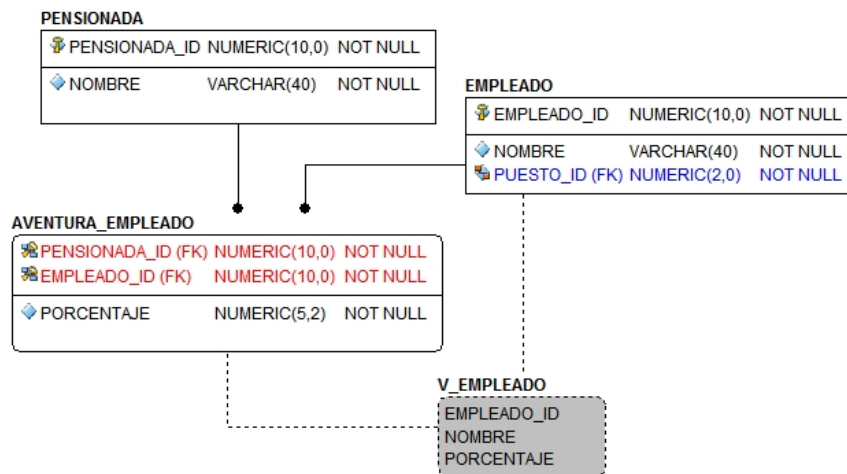 PENSIONADA
PENSIONADA_ID NUMERIC(10,0) NOT NULL
NOMBRE VARCHAR(40) NOT NULL
EMPLEADO
EMPLEADO_ID NUMERIC(10,0) NOT NULL
NOMBRE VARCHAR(40) NOT NULL
PUESTO_ID (FK) NUMERIC(2,0) NOT NULL
AVENTURA_EMPLEADO
PENSIONADA_ID (FK) NUMERIC(10,0) NOT NULL
EMPLEADO_ID (FK) NUMERIC(10,0) NOT NULL
PORCENTAJE NUMERIC(5,2) NOT NULL
V_EMPLEADO
EMPLEADO_ID
NOMBRE
PORCENTAJE